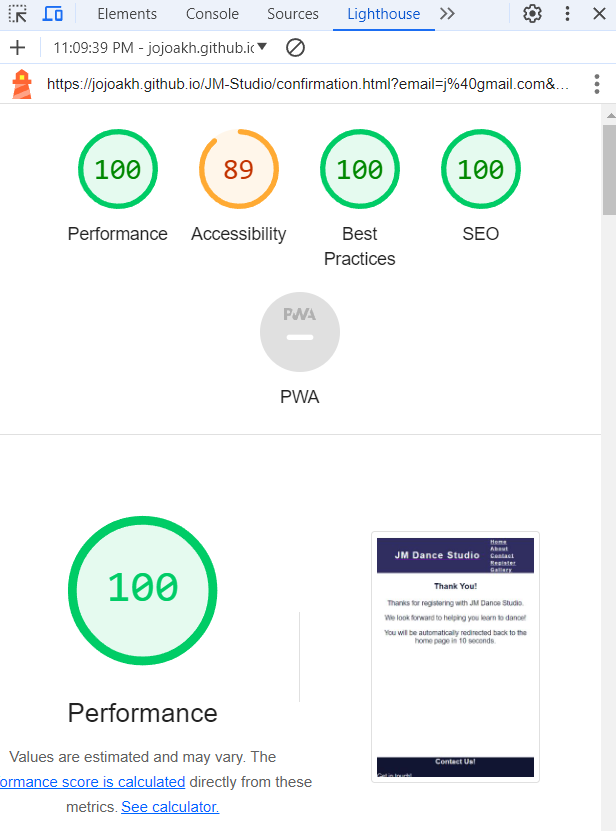 Elements Console Sources Lighthouse
11:09:39 PM - jojoakh.github.ic
https://jojoakh.github.io/JM-Studio/confirmation.html?email=j%40gmail.com&…
100 89 100 100
Performance Accessibility Best Practices SEO
PWA
PWA
100
JM Dance Studio
Home
About
Contact
Register
Gallery
Thank You!
Thanks for registering with JM Dance Studio.
We look forward to helping you learn to dance!
You will be automatically redirected back to the
home page in 10 seconds.
Contact Us!
Get in touch!
Performance
Values are estimated and may vary. The
ormance score is calculated directly from these
metrics. See calculator.